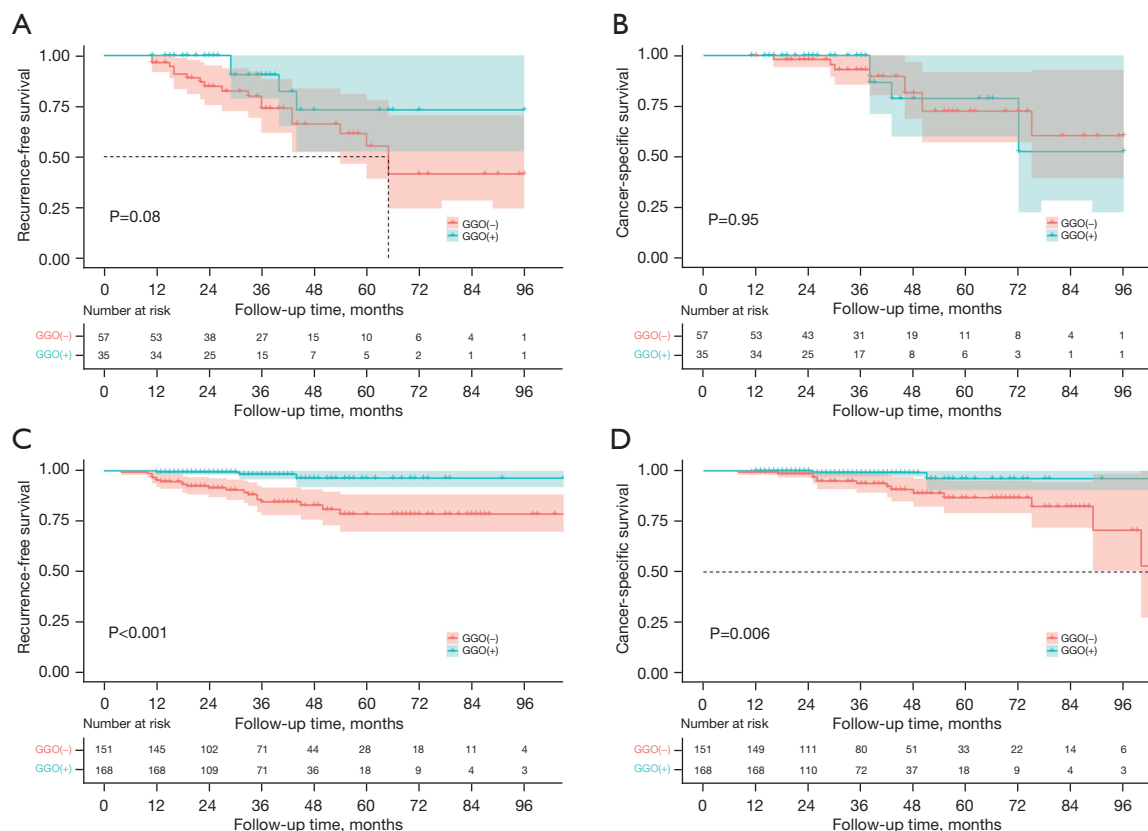 A
Recurrence-free survival
1.00
0.75
0.50
0.25
0.00
P=0.08
GGO(−)
GGO(+)
0 12 24 36 48 60 72 84 96
Number at risk
Follow-up time, months
GGO(−) 57 53 38 27 15 10 6 4 1
GGO(+) 35 34 25 15 7 5 2 1 1
0 12 24 36 48 60 72 84 96
Follow-up time, months
B
Cancer-specific survival
1.00
0.75
0.50
0.25
0.00
P=0.95
GGO(−)
GGO(+)
0 12 24 36 48 60 72 84 96
Number at risk
Follow-up time, months
GGO(−) 57 53 43 31 19 11 8 4 1
GGO(+) 35 34 25 17 8 6 3 1 1
0 12 24 36 48 60 72 84 96
Follow-up time, months
C
Recurrence-free survival
1.00
0.75
0.50
0.25
0.00
P<0.001
GGO(−)
GGO(+)
0 12 24 36 48 60 72 84 96
Number at risk
Follow-up time, months
GGO(−) 151 145 102 71 44 28 18 11 4
GGO(+) 168 168 109 71 36 18 9 4 3
0 12 24 36 48 60 72 84 96
Follow-up time, months
D
Cancer-specific survival
1.00
0.75
0.50
0.25
0.00
P=0.006
GGO(−)
GGO(+)
0 12 24 36 48 60 72 84 96
Number at risk
Follow-up time, months
GGO(−) 151 149 111 80 51 33 22 14 6
GGO(+) 168 168 110 72 37 18 9 4 3
0 12 24 36 48 60 72 84 96
Follow-up time, months